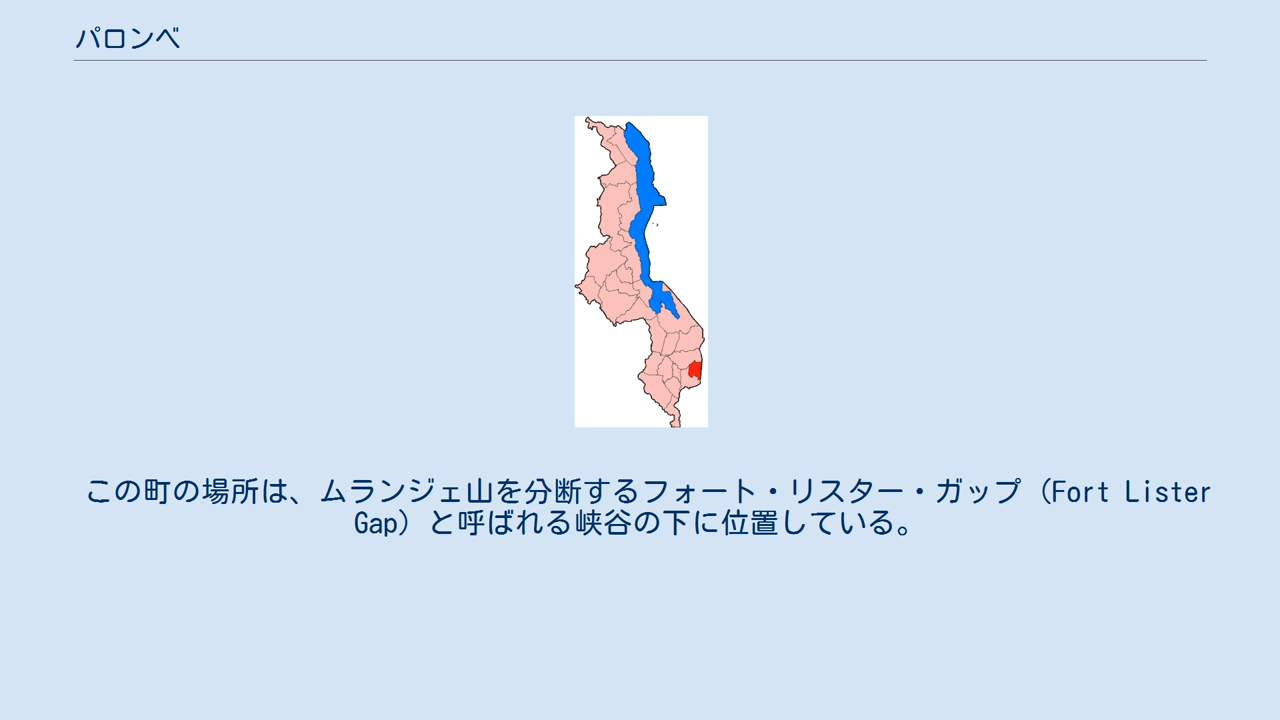 パロンベ
この町の場所は、ムランジェ山を分断するフォート・リスター・ガップ（Fort Lister
Gap）と呼ばれる峡谷の下に位置している。